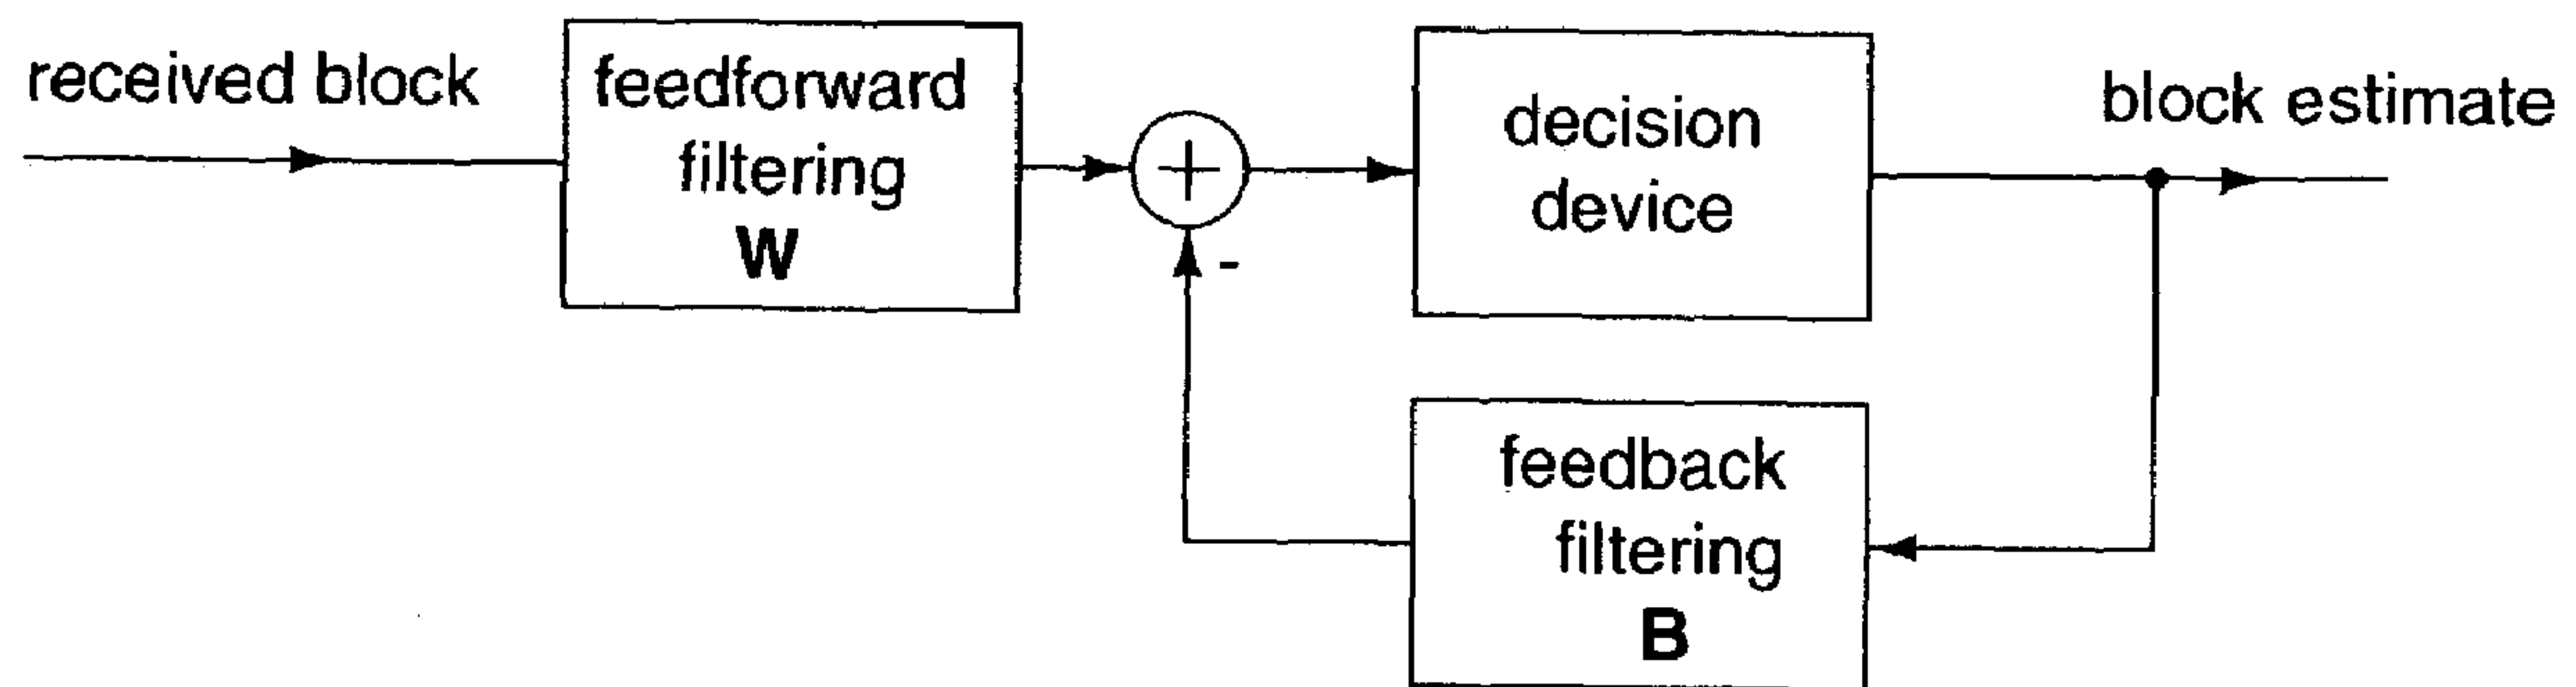 received block
feedforward
filtering
W
+
decision
device
block estimate
-
feedback
filtering
B